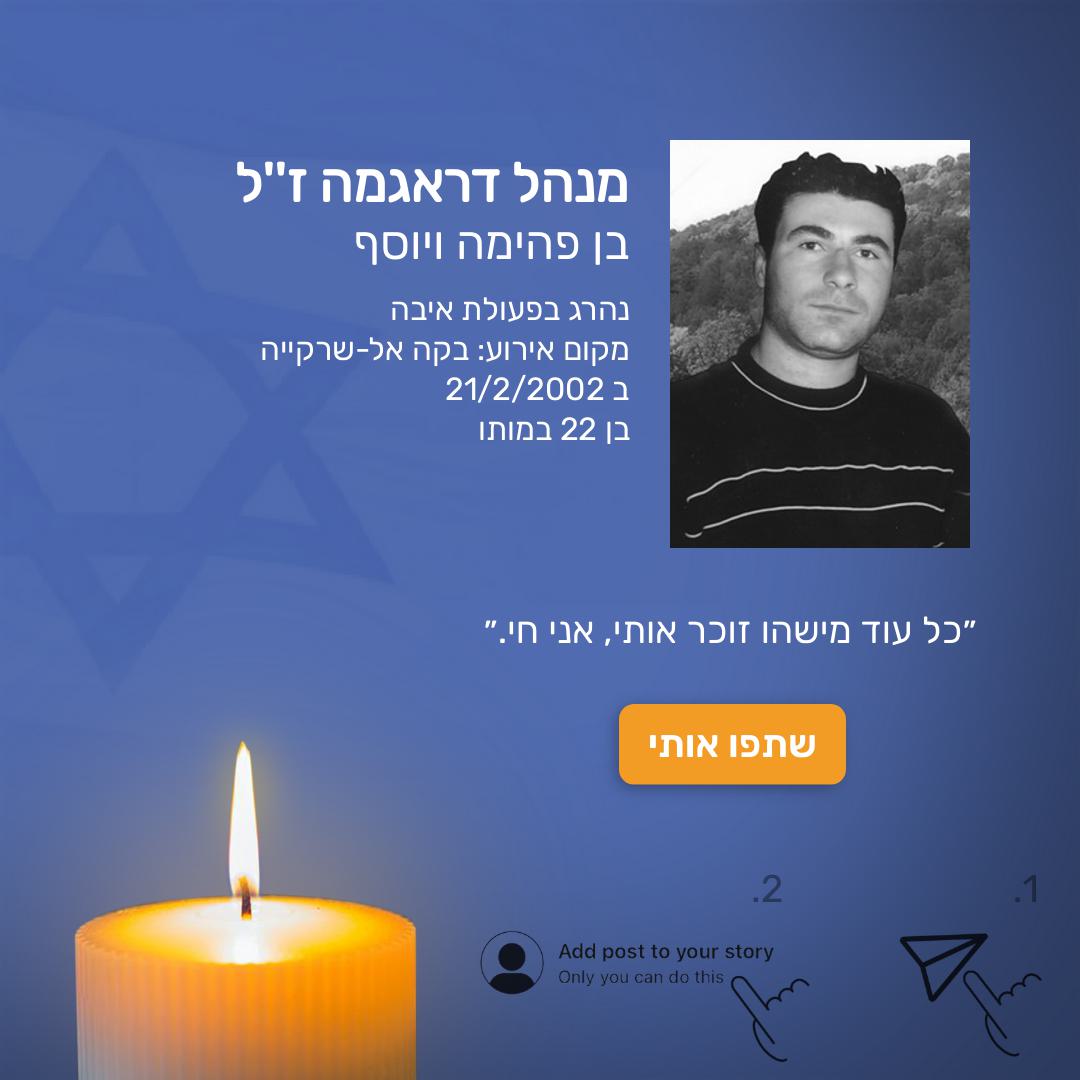 מנהל דראגמה ז"ל
בן פהימה ויוסף
נהרג בפעולת איבה
מקום אירוע: בקה אל-שרקייה
ב 21/2/2002
בן 22 במותו
"כל עוד מישהו זוכר אותי, אני חי."
שתפו אותי
1.
2.
Add post to your story
Only you can do this